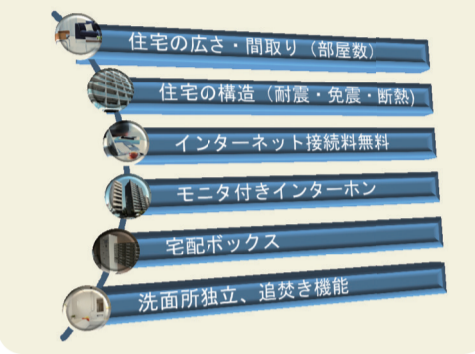 住宅の広さ・間取り（部屋数）
住宅の構造（耐震・免震・断熱)
インターネット接続料無料
モニタ付きインターホン
宅配ボックス
洗面所独立、追焚き機能